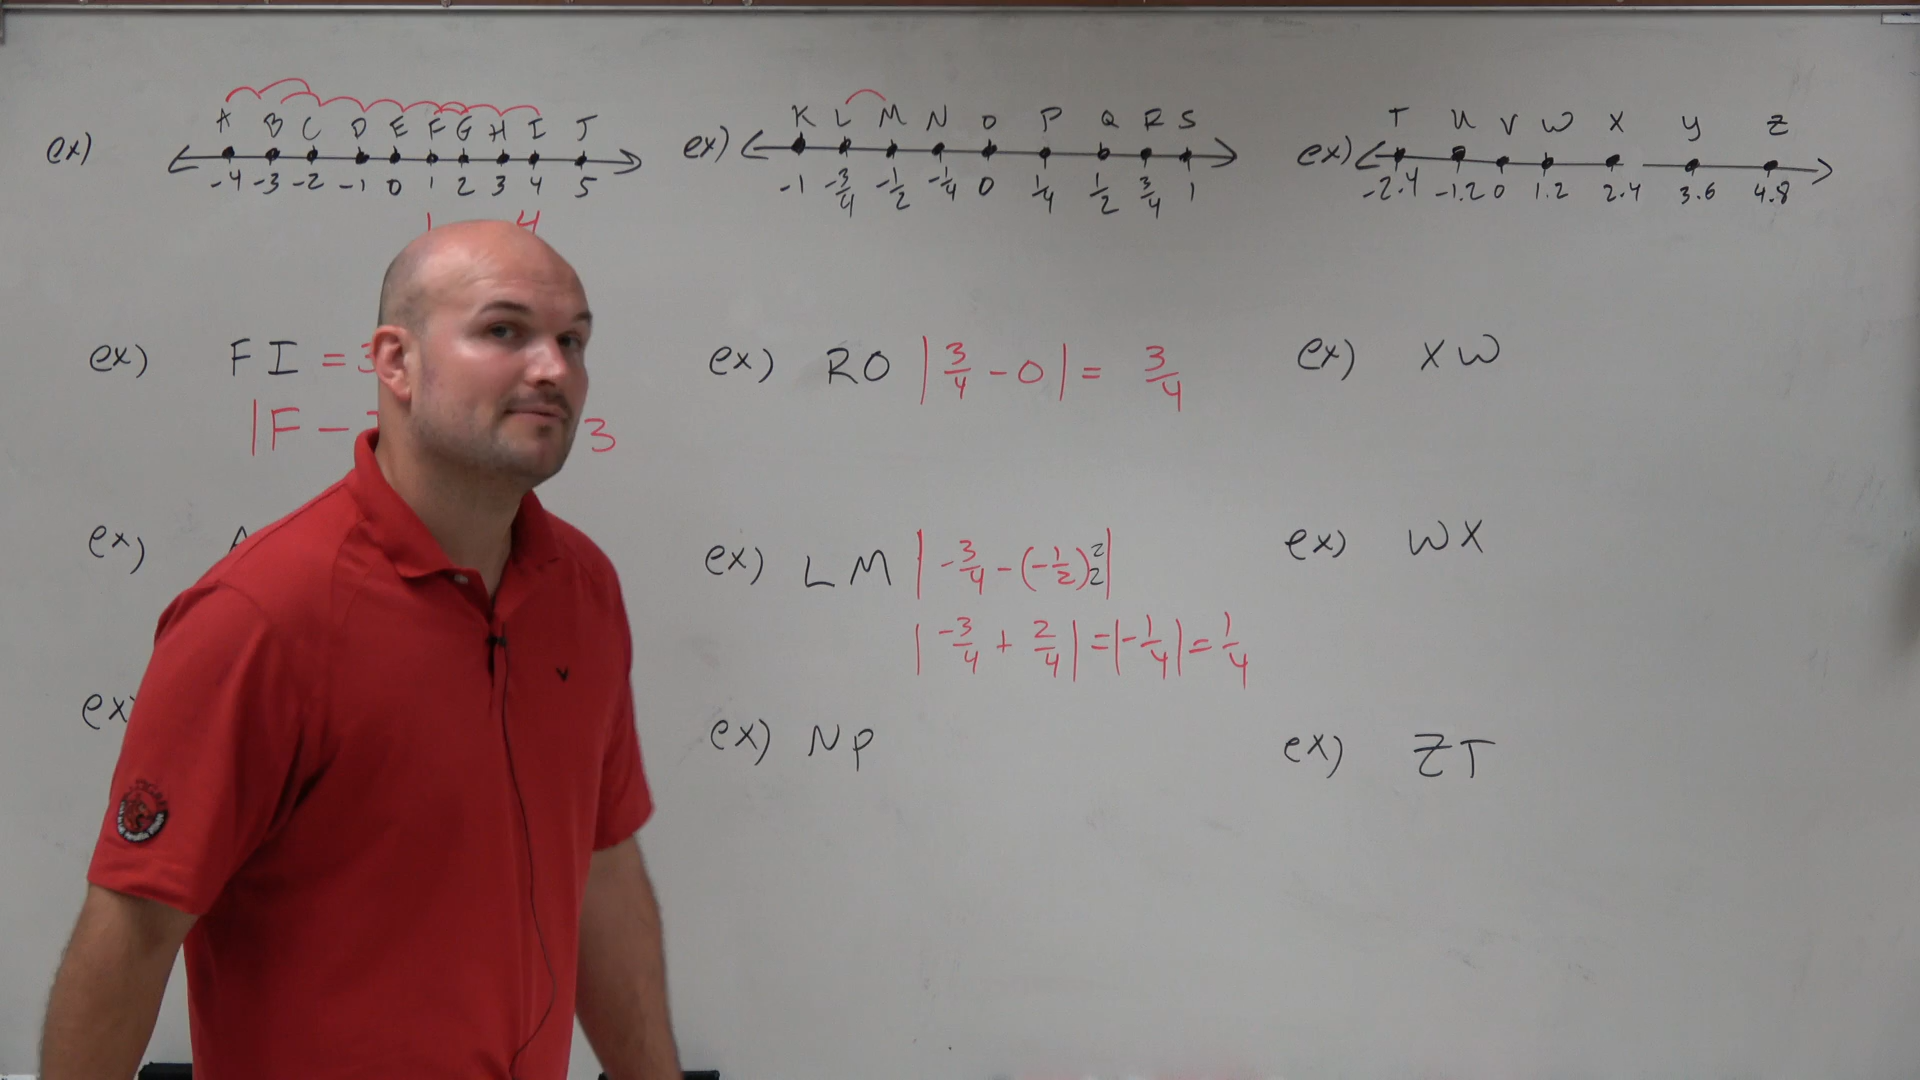 ex) A B C D E F G H I J
-4 -3 -2 -1 0 1 2 3 4 5
1 4
ex) F I = 3
|F - 3
ex)
ex)
ex) K L M N O P Q R S
-1 -3/4 -1/2 -1/4 0 1/4 1/2 3/4 1
ex) RO |3/4 - 0| = 3/4
ex) LM |-3/4 - (-1/2) 2/2|
|-3/4 + 2/4| = |-1/4| = 1/4
ex) NP
ex) T U V W X Y Z
-2.4 -1.2 0 1.2 2.4 3.6 4.8
ex) XW
ex) WX
ex) ZT